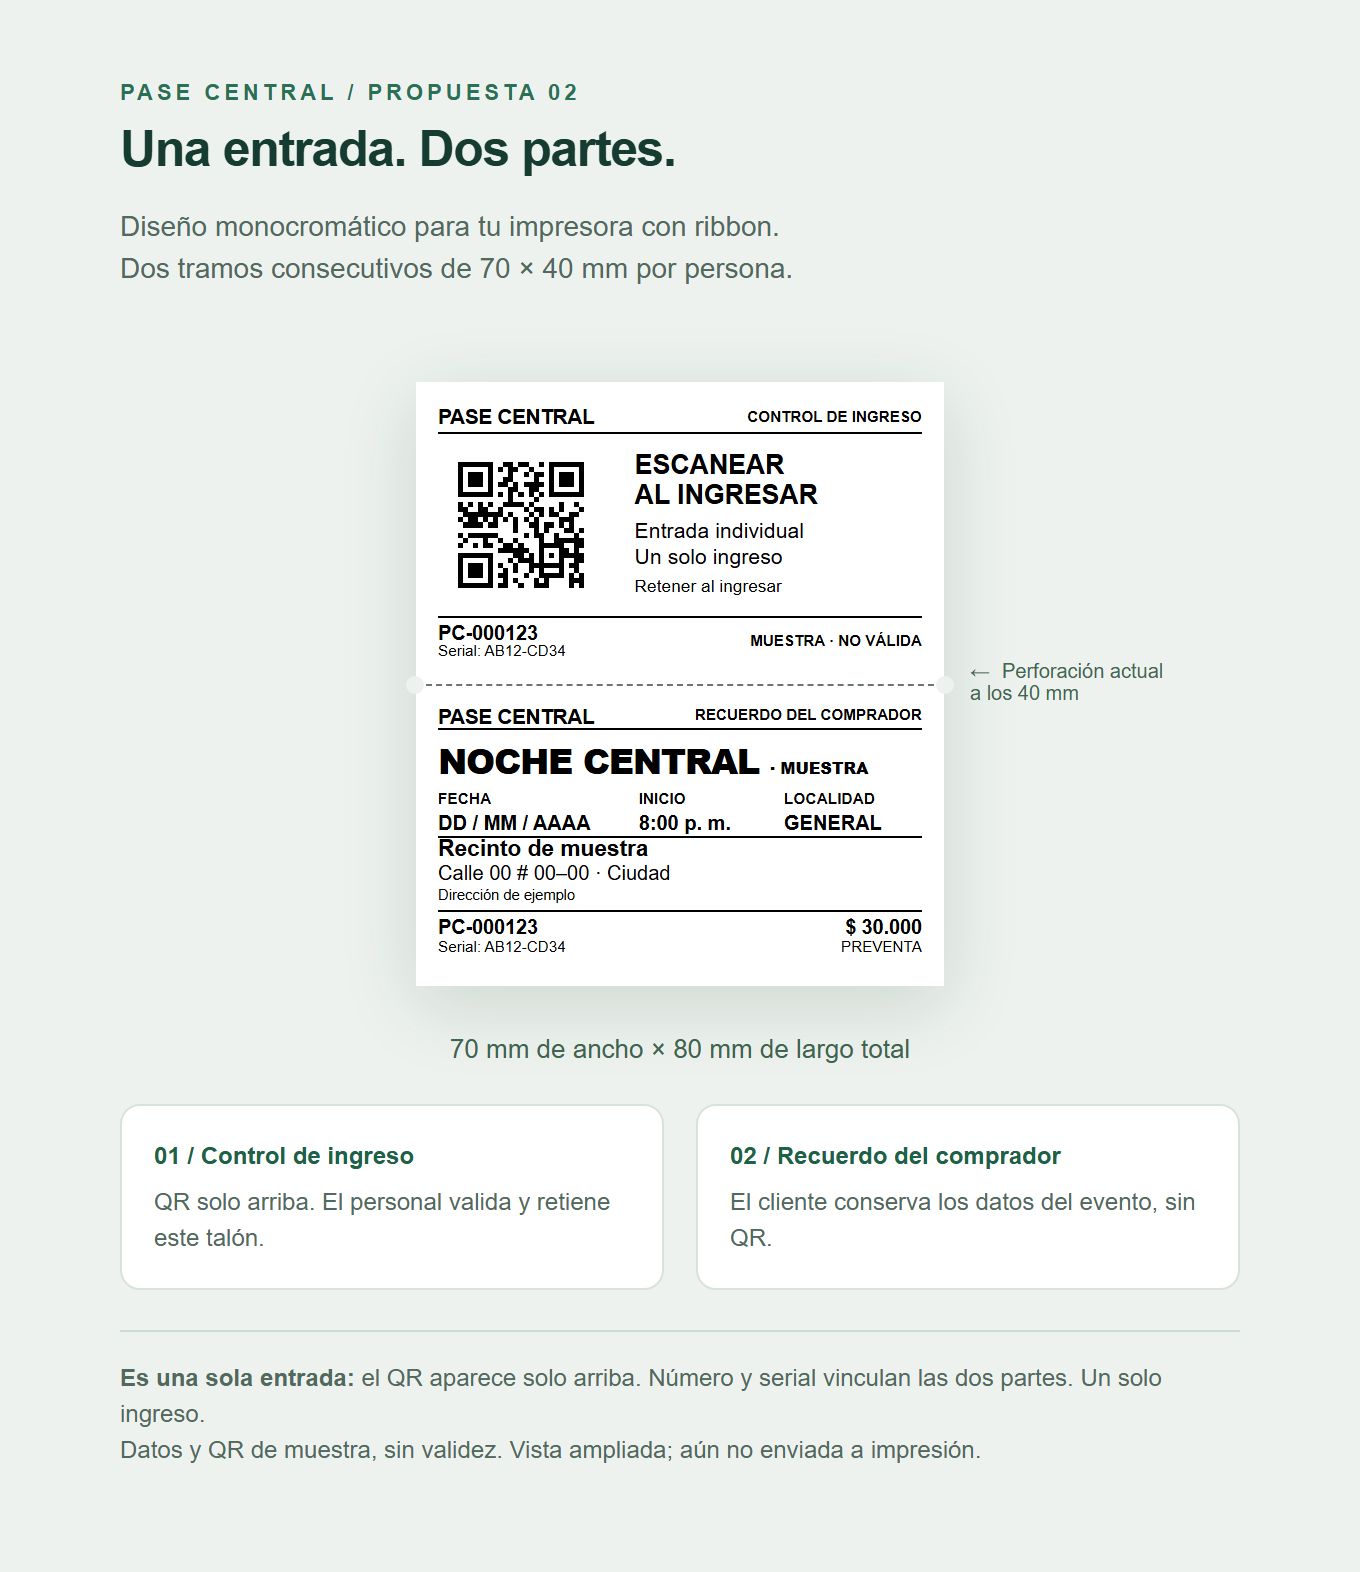 PASE CENTRAL / PROPUESTA 02
Una entrada. Dos partes.
Diseño monocromático para tu impresora con ribbon.
Dos tramos consecutivos de 70 × 40 mm por persona.
PASE CENTRAL
CONTROL DE INGRESO
ESCANEAR
AL INGRESAR
Entrada individual
Un solo ingreso
Retener al ingresar
PC-000123
Serial: AB12-CD34
MUESTRA · NO VÁLIDA
← Perforación actual
a los 40 mm
PASE CENTRAL
RECUERDO DEL COMPRADOR
NOCHE CENTRAL · MUESTRA
FECHA
INICIO
LOCALIDAD
DD / MM / AAAA
8:00 p. m.
GENERAL
Recinto de muestra
Calle 00 # 00–00 · Ciudad
Dirección de ejemplo
PC-000123
$ 30.000
Serial: AB12-CD34
PREVENTA
70 mm de ancho × 80 mm de largo total
01 / Control de ingreso
QR solo arriba. El personal valida y retiene
este talón.
02 / Recuerdo del comprador
El cliente conserva los datos del evento, sin
QR.
Es una sola entrada: el QR aparece solo arriba. Número y serial vinculan las dos partes. Un solo
ingreso.
Datos y QR de muestra, sin validez. Vista ampliada; aún no enviada a impresión.